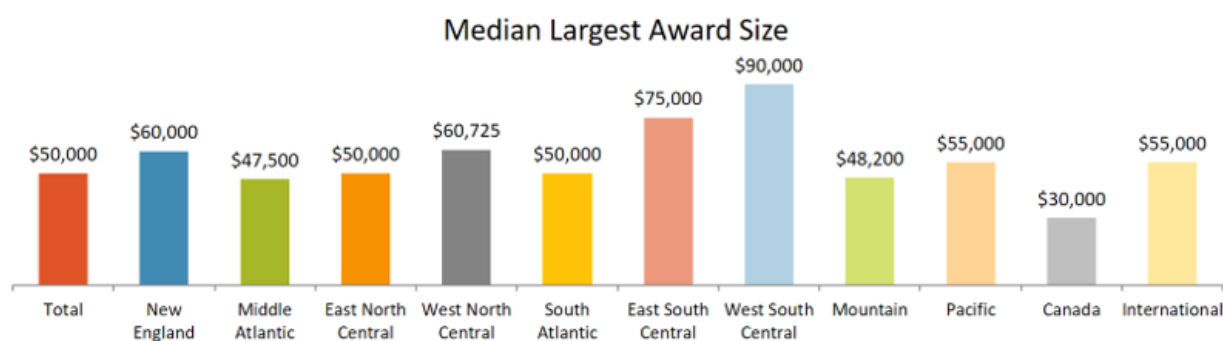 Median Largest Award Size
$50,000
$60,000
$47,500
$50,000
$60,725
$50,000
$75,000
$90,000
$48,200
$55,000
$30,000
$55,000
Total
New
England
Middle
Atlantic
East North
Central
West North
Central
South
Atlantic
East South
Central
West South
Central
Mountain
Pacific
Canada
International